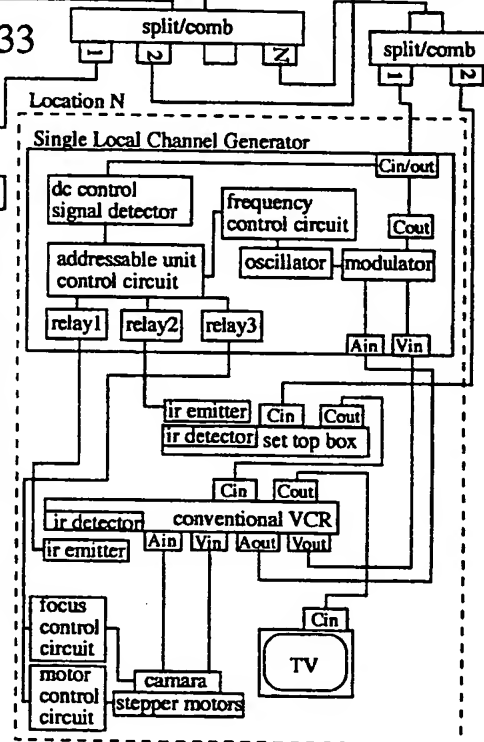 33
split/comb
1
2
N
split/comb
1
2
Location N
Single Local Channel Generator
Cin/out
dc control
signal detector
frequency
control circuit
Cout
addressable unit
control circuit
oscillator
modulator
relay1
relay2
relay3
Ain
Vin
ir emitter
Cin
Cout
ir detector
set top box
Cin
Cout
ir detector
conventional VCR
ir emitter
Ain
Vin
Aout
Vout
focus
control
circuit
Cin
TV
motor
control
circuit
camara
stepper motors